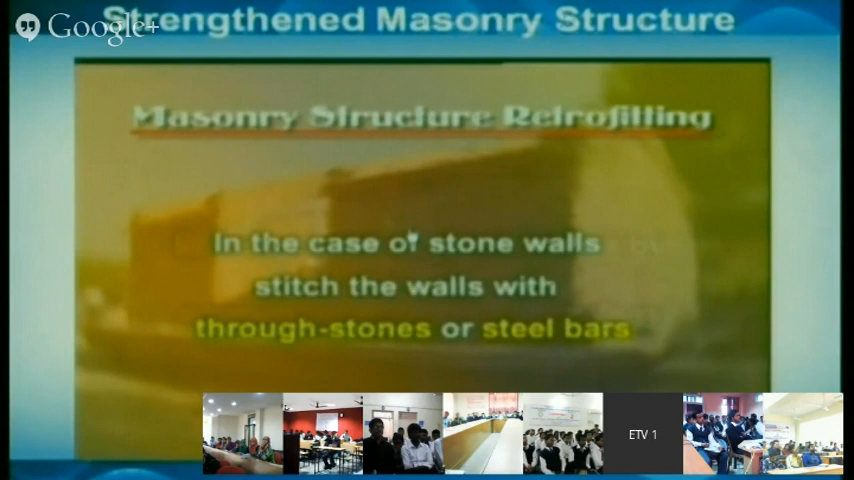 Strengthened Masonry Structure
Google+
Masonry Structure Retrofitting
In the case of stone walls
stitch the walls with
through-stones or steel bars
ETV 1